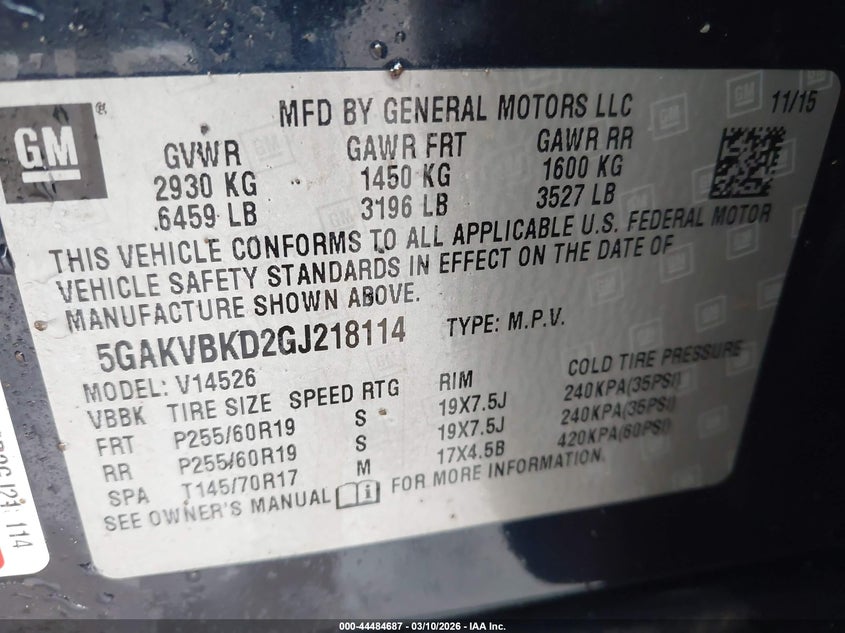 GM ®
MFD BY GENERAL MOTORS LLC
11/15
GVWR GAWR FRT GAWR RR
2930 KG 1450 KG 1600 KG
6459 LB 3196 LB 3527 LB
THIS VEHICLE CONFORMS TO ALL APPLICABLE U.S. FEDERAL MOTOR
VEHICLE SAFETY STANDARDS IN EFFECT ON THE DATE OF
MANUFACTURE SHOWN ABOVE.
5GAKVBKD2GJ218114 TYPE: M.P.V.
MODEL: V14526
VBBK TIRE SIZE SPEED RTG RIM COLD TIRE PRESSURE
FRT P255/60R19 S 19X7.5J 240KPA(35PSI)
RR P255/60R19 S 19X7.5J 240KPA(35PSI)
SPA T145/70R17 M 17X4.5B 420KPA(60PSI)
SEE OWNER'S MANUAL FOR MORE INFORMATION.
114
000-44484687 - 03/10/2026 - IAA Inc.